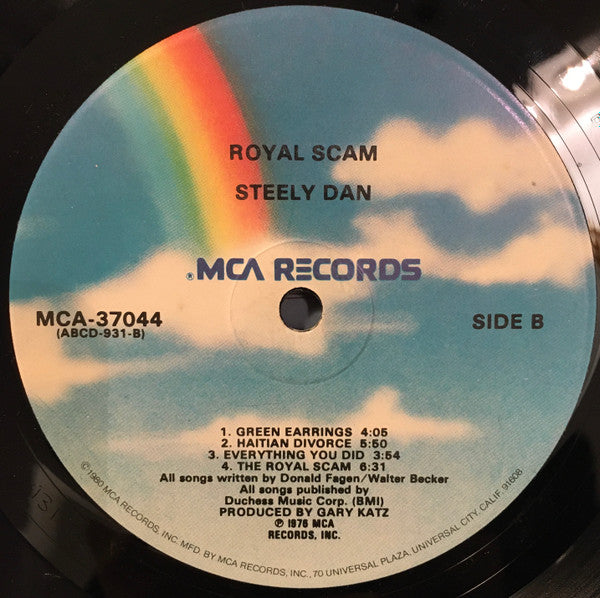 ROYAL SCAM
STEELY DAN
®MCA RECORDS
MCA-37044
(ABCD-931-B)
SIDE B
1. GREEN EARRINGS 4:05
2. HAITIAN DIVORCE 5:50
3. EVERYTHING YOU DID 3:54
4. THE ROYAL SCAM 6:31
All songs written by Donald Fagen/Walter Becker
All songs published by
Duchess Music Corp. (BMI)
PRODUCED BY GARY KATZ
℗ 1976 MCA
RECORDS, INC.
©1980 MCA RECORDS, INC. MFD. BY MCA RECORDS, INC., 70 UNIVERSAL PLAZA, UNIVERSAL CITY, CALIF. 91608